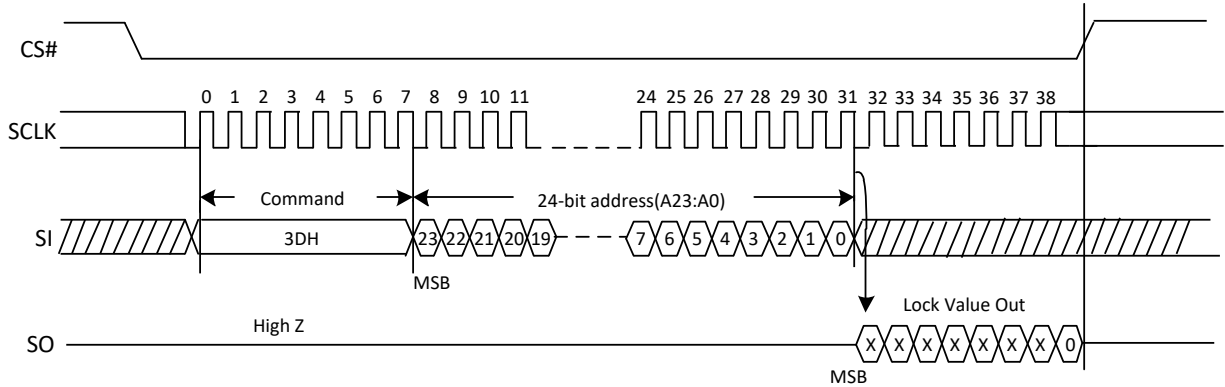 CS#
0 1 2 3 4 5 6 7 8 9 10 11 24 25 26 27 28 29 30 31 32 33 34 35 36 37 38
SCLK
Command 24-bit address(A23:A0)
SI 3DH 23 22 21 20 19 7 6 5 4 3 2 1 0
MSB
High Z Lock Value Out
SO X X X X X X X 0
MSB